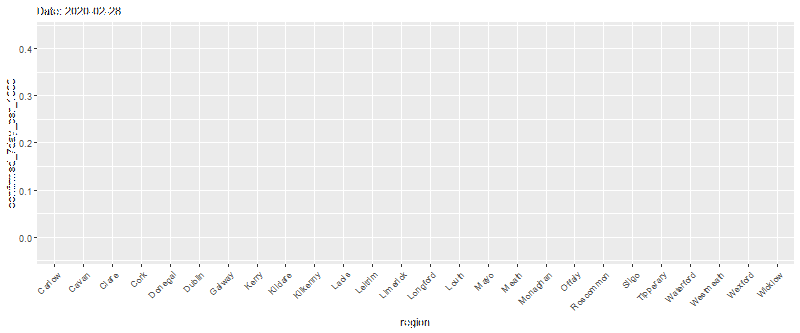 Date: 2020-02-28
confirmed_7day_per_1000
0.4
0.3
0.2
0.1
0.0
Carlow
Cavan
Clare
Cork
Donegal
Dublin
Galway
Kerry
Kildare
Kilkenny
Laois
Leitrim
Limerick
Longford
Louth
Mayo
Meath
Monaghan
Offaly
Roscommon
Sligo
Tipperary
Waterford
Westmeath
Wexford
Wicklow
region